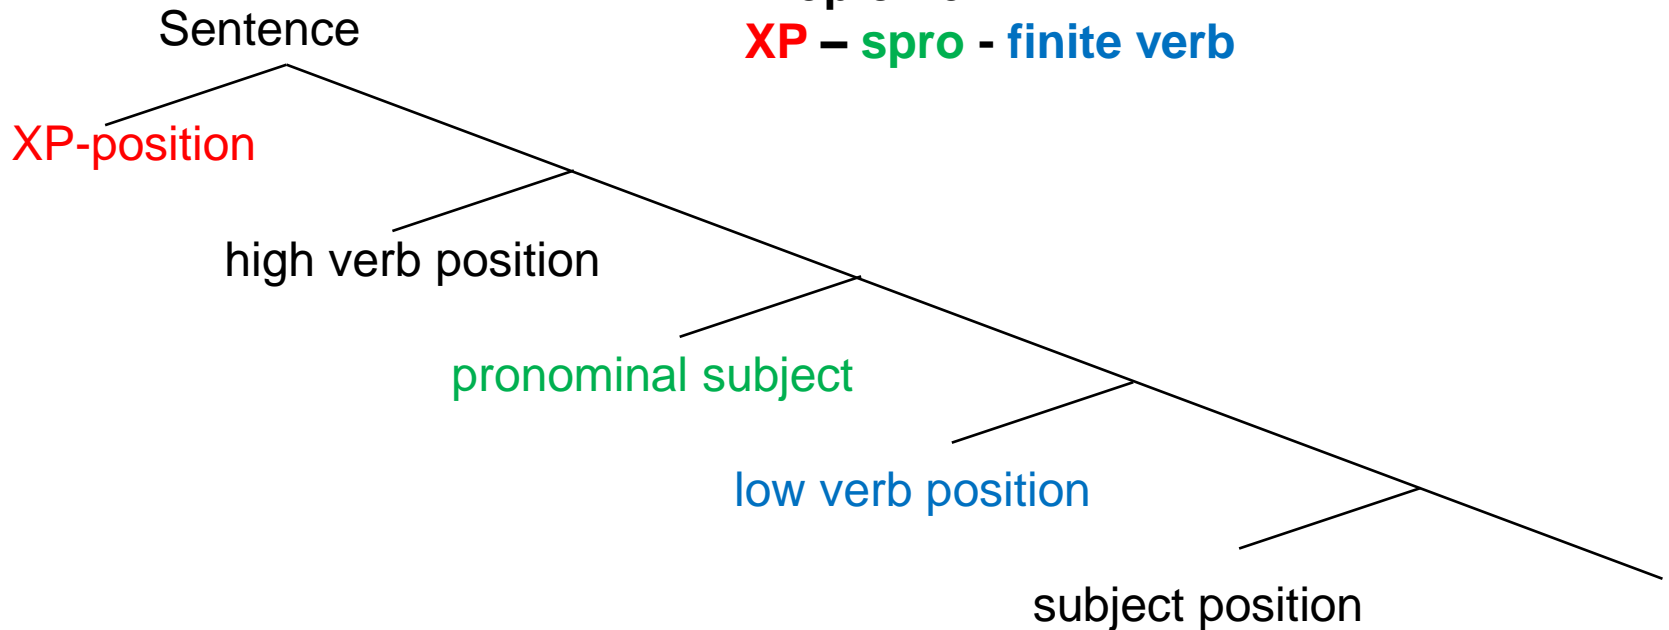 Sentence
XP – spro - finite verb
XP-position
high verb position
pronominal subject
low verb position
subject position